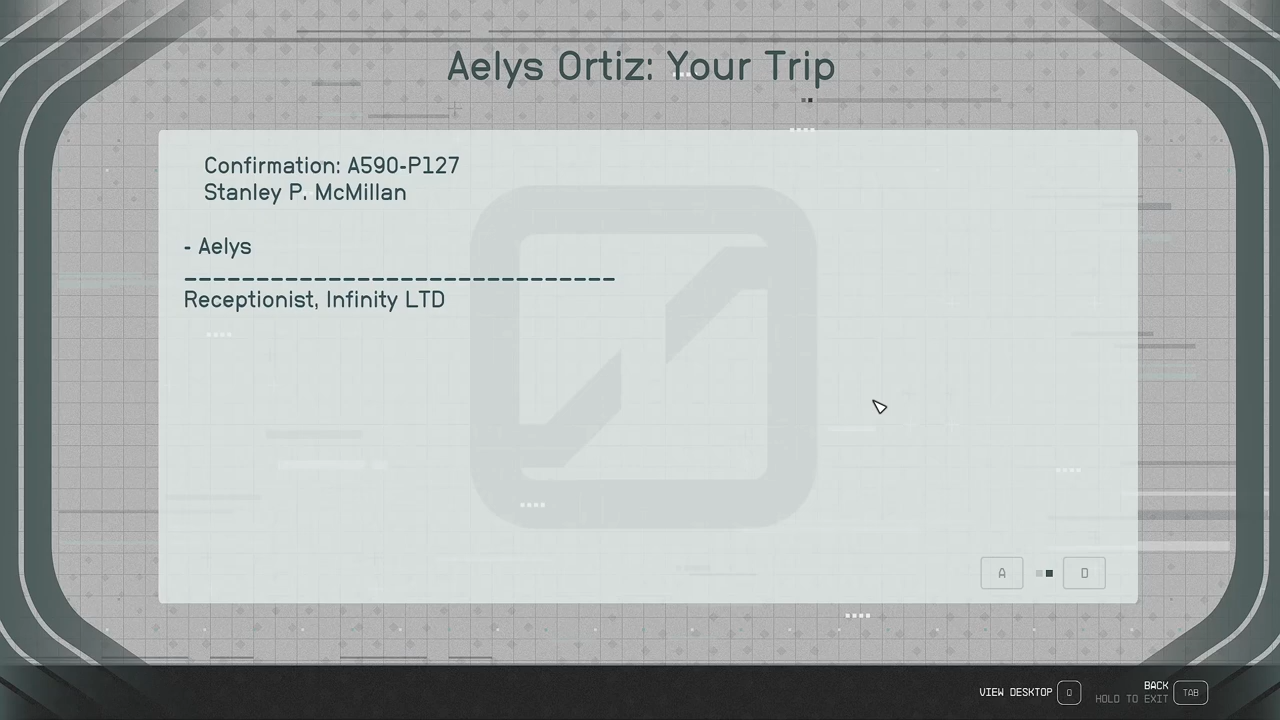 Aelys Ortiz: Your Trip
Confirmation: A590-P127
Stanley P. McMillan
- Aelys
------------------------------
Receptionist, Infinity LTD
A D
VIEW DESKTOP Q
BACK
HOLD TO EXIT TAB